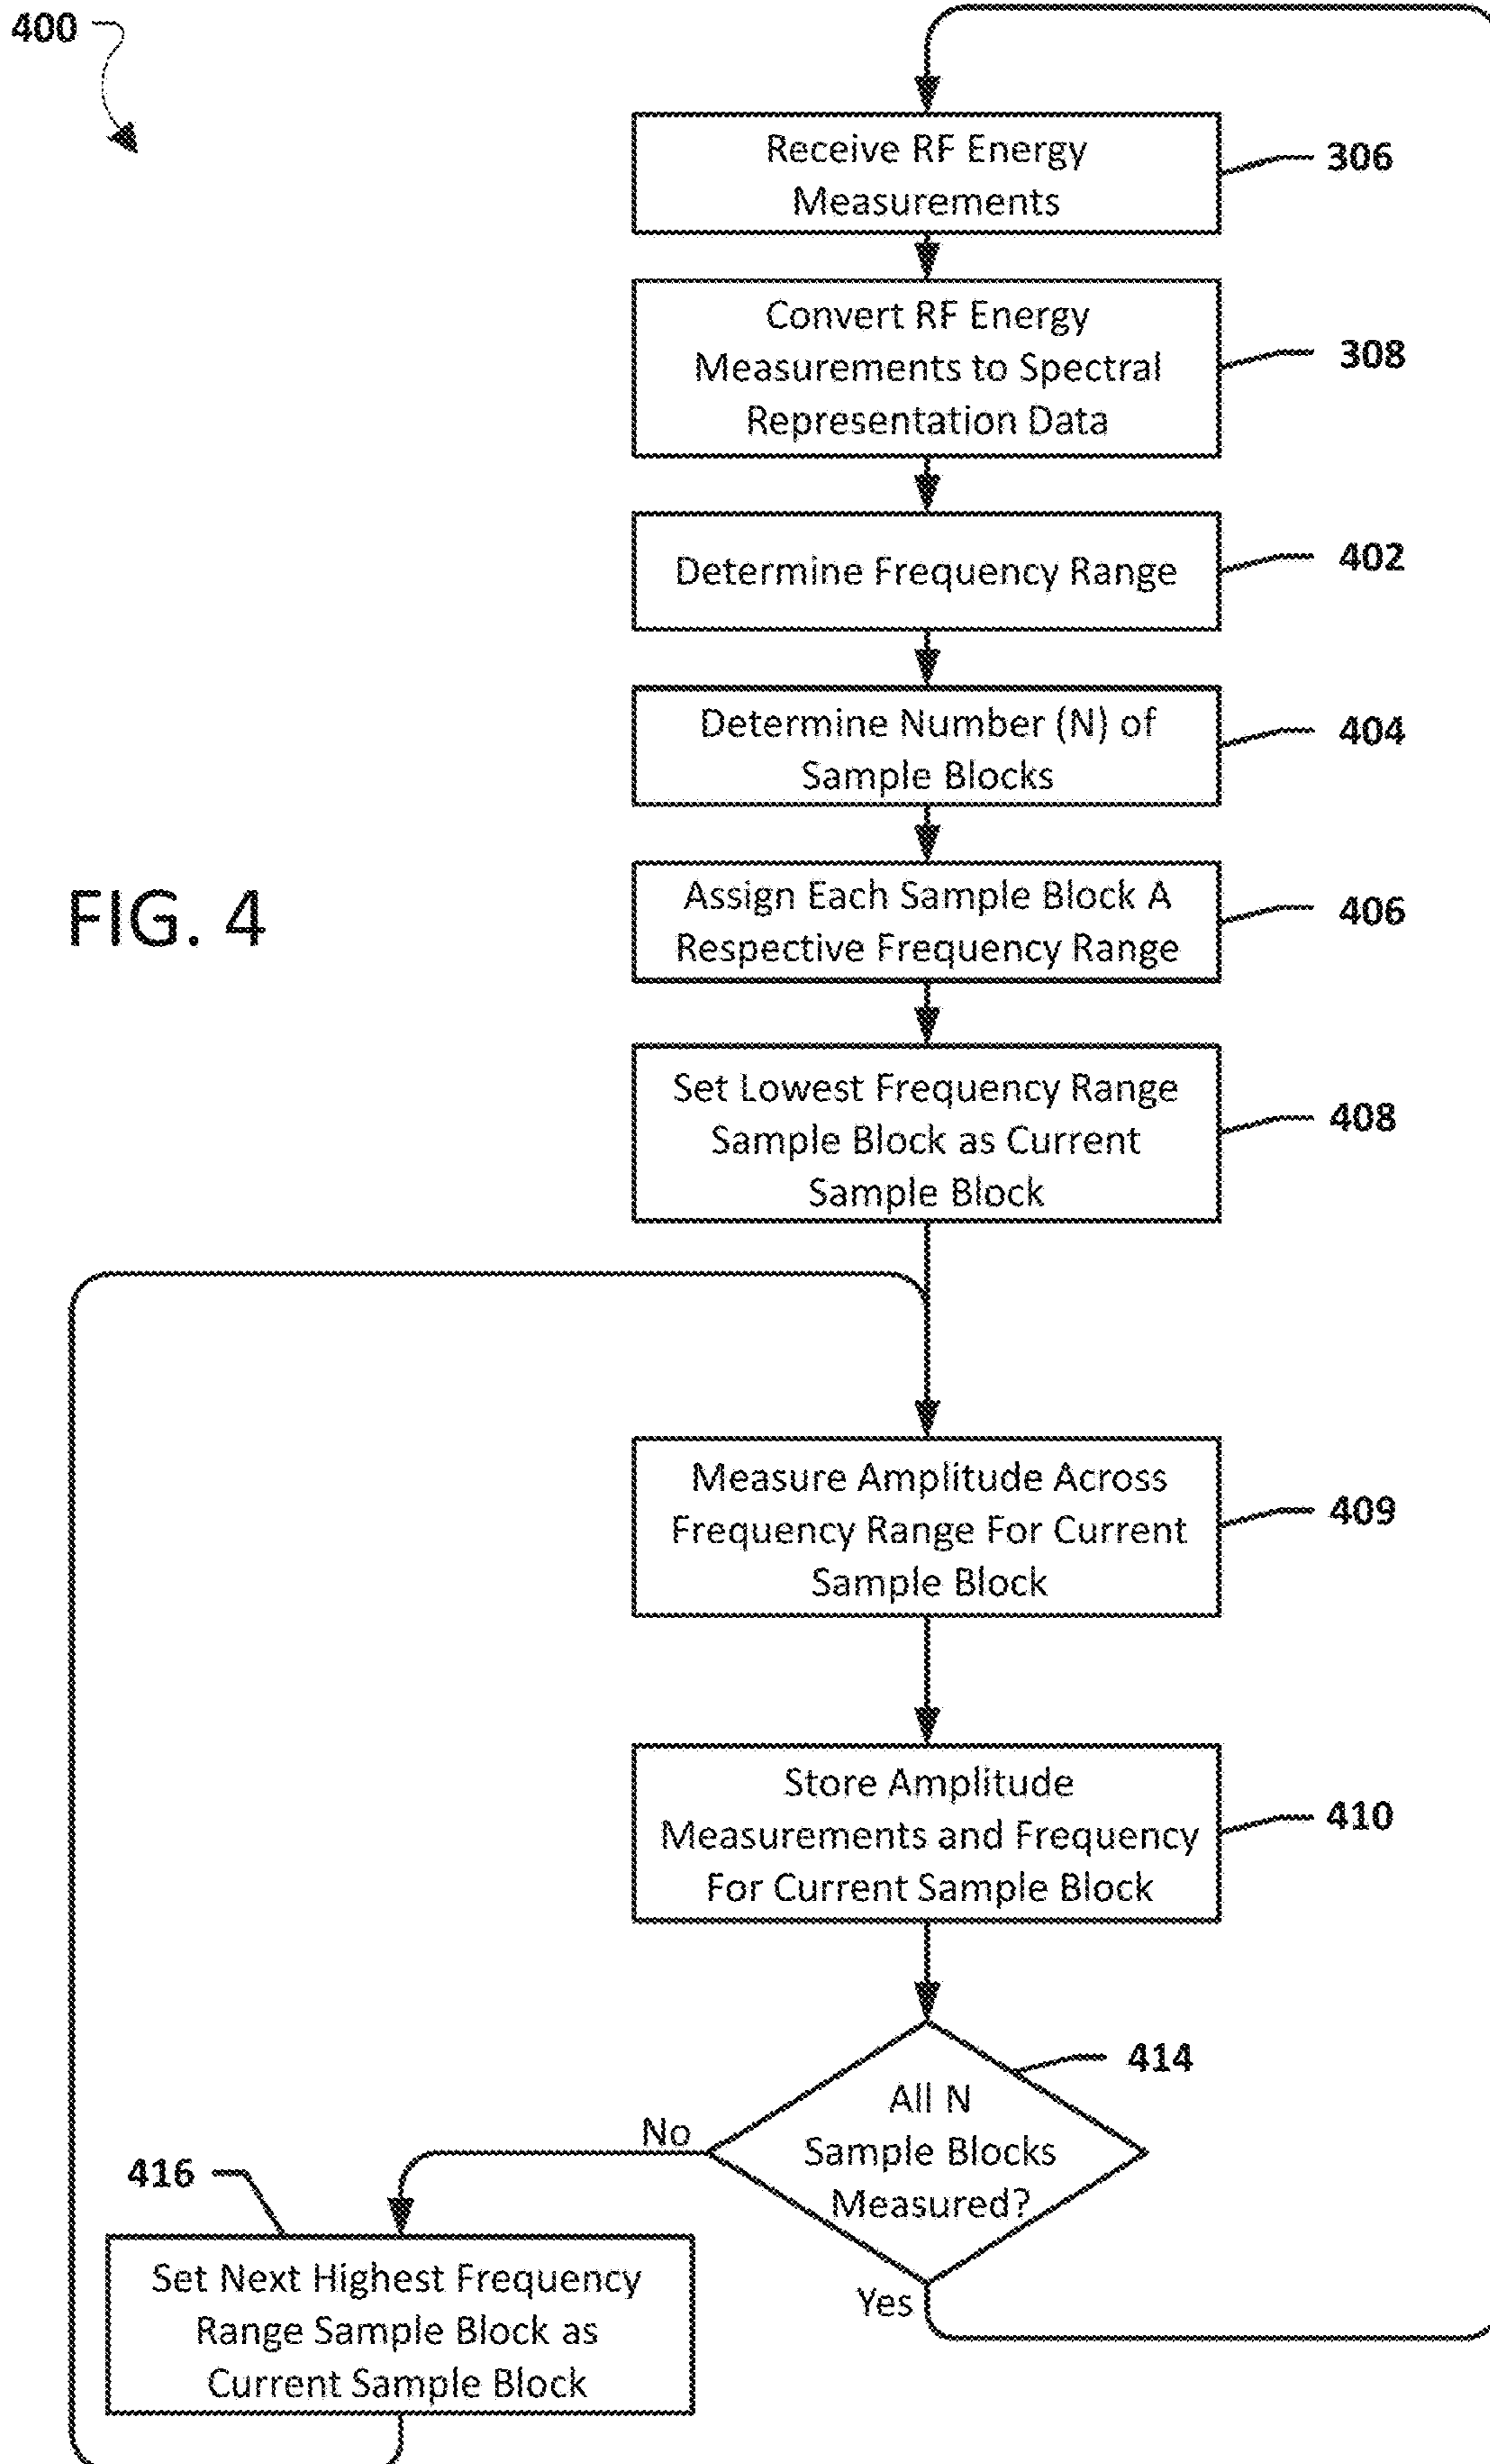 400
Receive RF Energy
Measurements
306
Convert RF Energy
Measurements to Spectral
Representation Data
308
Determine Frequency Range
402
Determine Number (N) of
Sample Blocks
404
FIG. 4
Assign Each Sample Block A
Respective Frequency Range
406
Set Lowest Frequency Range
Sample Block as Current
Sample Block
408
Measure Amplitude Across
Frequency Range For Current
Sample Block
409
Store Amplitude
Measurements and Frequency
For Current Sample Block
410
All N
Sample Blocks
Measured?
414
No
Yes
416
Set Next Highest Frequency
Range Sample Block as
Current Sample Block